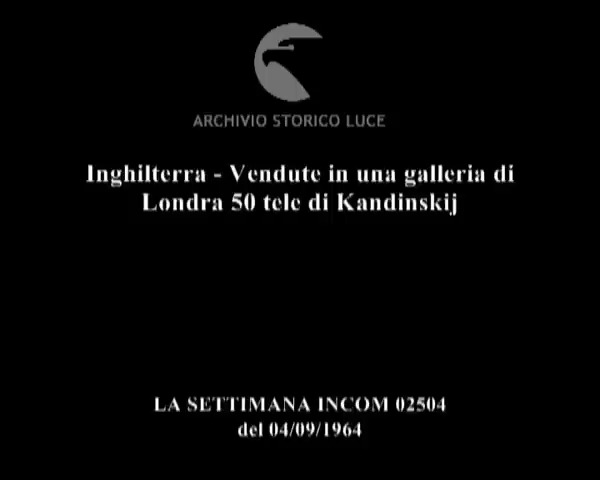 ARCHIVIO STORICO LUCE
Inghilterra - Vendute in una galleria di
Londra 50 tele di Kandinskij
LA SETTIMANA INCOM 02504
del 04/09/1964